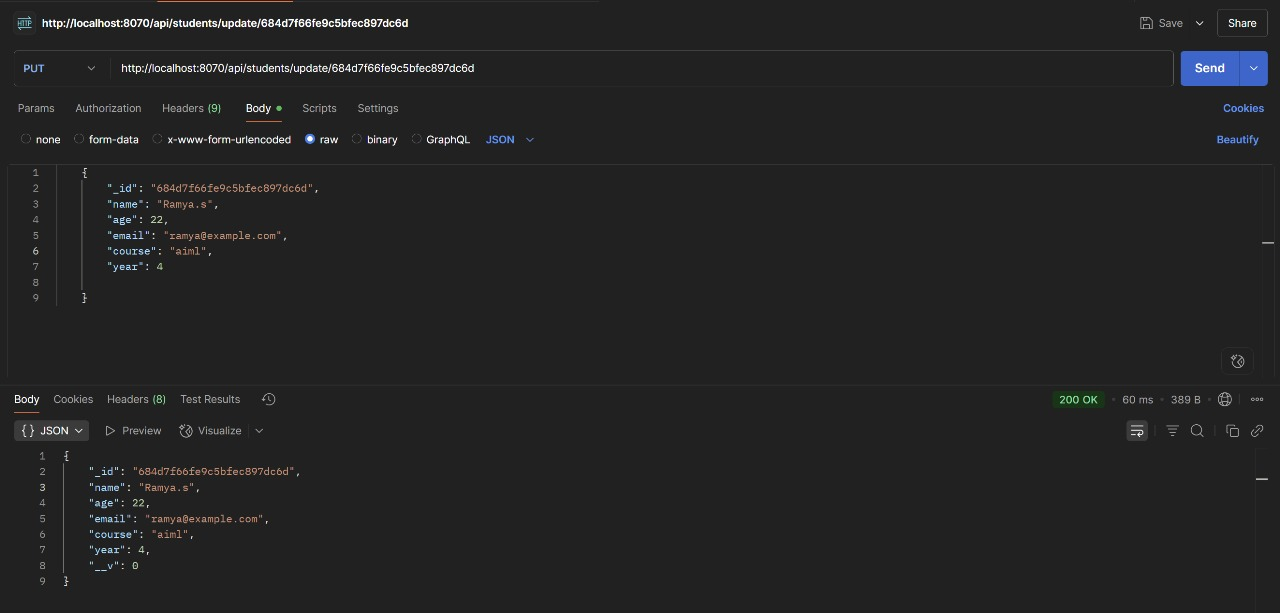 HTTP http://localhost:8070/api/students/update/684d7f66fe9c5bfec897dc6d Save Share
PUT http://localhost:8070/api/students/update/684d7f66fe9c5bfec897dc6d Send
Params Authorization Headers (9) Body Scripts Settings Cookies
none form-data x-www-form-urlencoded raw binary GraphQL JSON Beautify
1 {
2 "_id": "684d7f66fe9c5bfec897dc6d",
3 "name": "Ramya.s",
4 "age": 22,
5 "email": "ramya@example.com",
6 "course": "aiml",
7 "year": 4
8
9 }
Body Cookies Headers (8) Test Results 200 OK • 60 ms • 389 B •
{ } JSON Preview Visualize
1 {
2 "_id": "684d7f66fe9c5bfec897dc6d",
3 "name": "Ramya.s",
4 "age": 22,
5 "email": "ramya@example.com",
6 "course": "aiml",
7 "year": 4,
8 "__v": 0
9 }